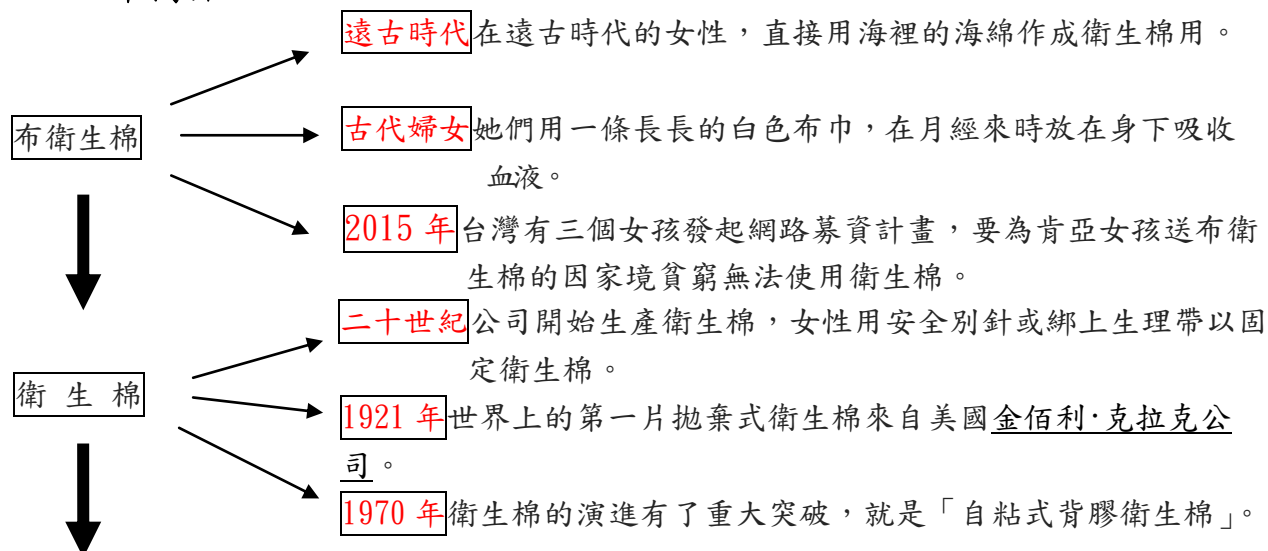 遠古時代在遠古時代的女性，直接用海裡的海綿作成衛生棉用。
布衛生棉
古代婦女她們用一條長長的白色布巾，在月經來時放在身下吸收
血液。
2015 年台灣有三個女孩發起網路募資計畫，要為肯亞女孩送布衛
生棉的因家境貧窮無法使用衛生棉。
二十世紀公司開始生產衛生棉，女性用安全別針或綁上生理帶以固
定衛生棉。
衛 生 棉
1921 年世界上的第一片拋棄式衛生棉來自美國金佰利·克拉克公
司。
1970 年衛生棉的演進有了重大突破，就是「自粘式背膠衛生棉」。